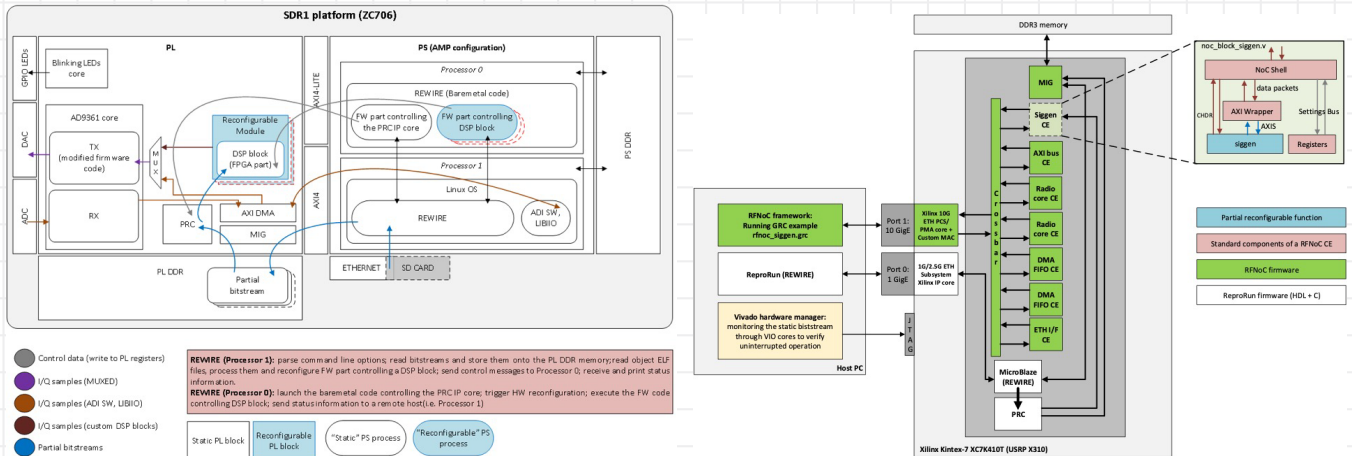 SDR1 platform (ZC706)
PL
PS (AMP configuration)
GPIO LEDs
Blinking LEDs
core
DAC
ADC
AD9361 core
TX
(modified firmware
code)
RX
MUX
Reconfigurable
Module
DSP block
(FPGA part)
PRC
AXI DMA
MIG
AXI4-LITE
AXI4
Processor 0
REWIRE (Baremetal code)
FW part controlling
the PRC IP core
FW part controlling
DSP block
Processor 1
Linux OS
REWIRE
ADI SW,
LIBIIO
PS DDR
PL DDR
Partial
bitstream
ETHERNET
SD CARD
Control data (write to PL registers)
I/Q samples (MUXED)
I/Q samples (ADI SW, LIBIIO)
I/Q samples (custom DSP blocks)
Partial bitstreams
REWIRE (Processor 1): parse command line options; read bitstreams and store them onto the PL DDR memory;read object ELF
files, process them and reconfigure FW part controlling a DSP block; send control messages to Processor 0; receive and print status
information.
REWIRE (Processor 0): launch the baremetal code controlling the PRC IP core; trigger HW reconfiguration; execute the FW code
controlling DSP block; send status information to a remote host(i.e. Processor 1)
Static PL block
Reconfigurable
PL block
"Static" PS process
"Reconfigurable" PS
process
DDR3 memory
MIG
Siggen
CE
AXI bus
CE
Radio
core CE
Radio
core CE
DMA
FIFO CE
DMA
FIFO CE
ETH I/F
CE
Crossbar
MicroBlaze
(REWIRE)
PRC
RFNoC framework:
Running GRC example
rfnoc_siggen.grc
ReproRun (REWIRE)
Vivado hardware manager:
monitoring the static biststream
through VIO cores to verify
uninterrupted operation
Host PC
Port 1:
10 GigE
Port 0:
1 GigE
JTAG
Xilinx 10G
ETH PCS/
PMA core +
Custom MAC
1G/2.5G ETH
Subsystem
Xilinx IP core
Xilinx Kintex-7 XC7K410T (USRP X310)
noc_block_siggen.v
NoC Shell
data packets
CHDR
AXI Wrapper
Settings Bus
AXIS
siggen
Registers
Partial reconfigurable function
Standard components of a RFNoC CE
RFNoC firmware
ReproRun firmware (HDL + C)